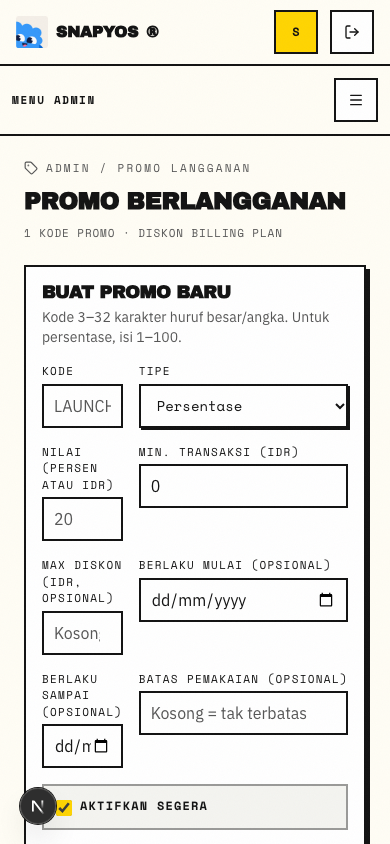 SNAPYOS ®
S
MENU ADMIN
ADMIN / PROMO LANGGANAN
PROMO BERLANGGANAN
1 KODE PROMO · DISKON BILLING PLAN
BUAT PROMO BARU
Kode 3–32 karakter huruf besar/angka. Untuk
persentase, isi 1–100.
KODE
TIPE
LAUNCH
Persentase
NILAI
(PERSEN
ATAU IDR)
MIN. TRANSAKSI (IDR)
20
0
MAX DISKON
(IDR,
OPSIONAL)
BERLAKU MULAI (OPSIONAL)
Kosong
dd/mm/yyyy
BERLAKU
SAMPAI
(OPSIONAL)
BATAS PEMAKAIAN (OPSIONAL)
dd/m
Kosong = tak terbatas
N
AKTIFKAN SEGERA